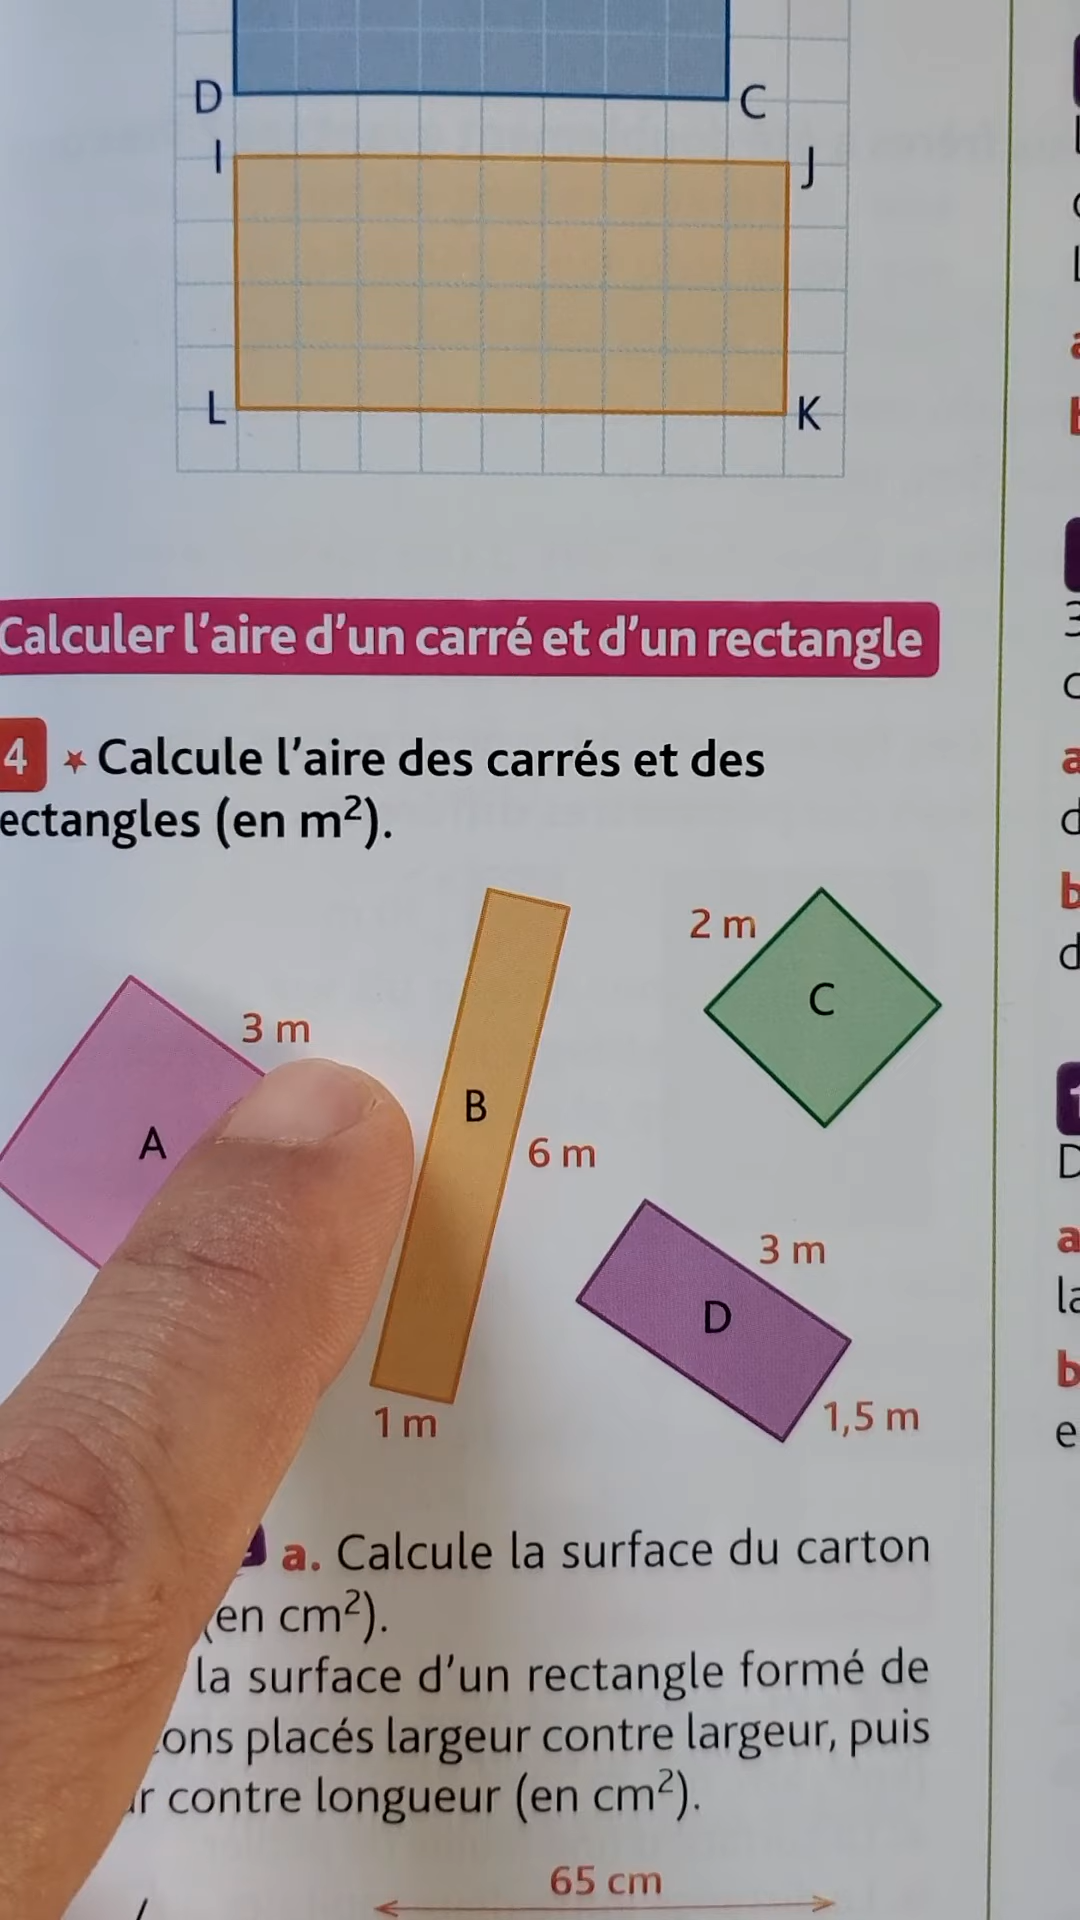 D C
I J
L K
Calculer l'aire d'un carré et d'un rectangle
4 * Calcule l'aire des carrés et des
ectangles (en m²).
2 m
C
3 m
A
B
6 m
3 m
D
1,5 m
1 m
a. Calcule la surface du carton
(en cm²).
la surface d'un rectangle formé de
ons placés largeur contre largeur, puis
r contre longueur (en cm²).
65 cm